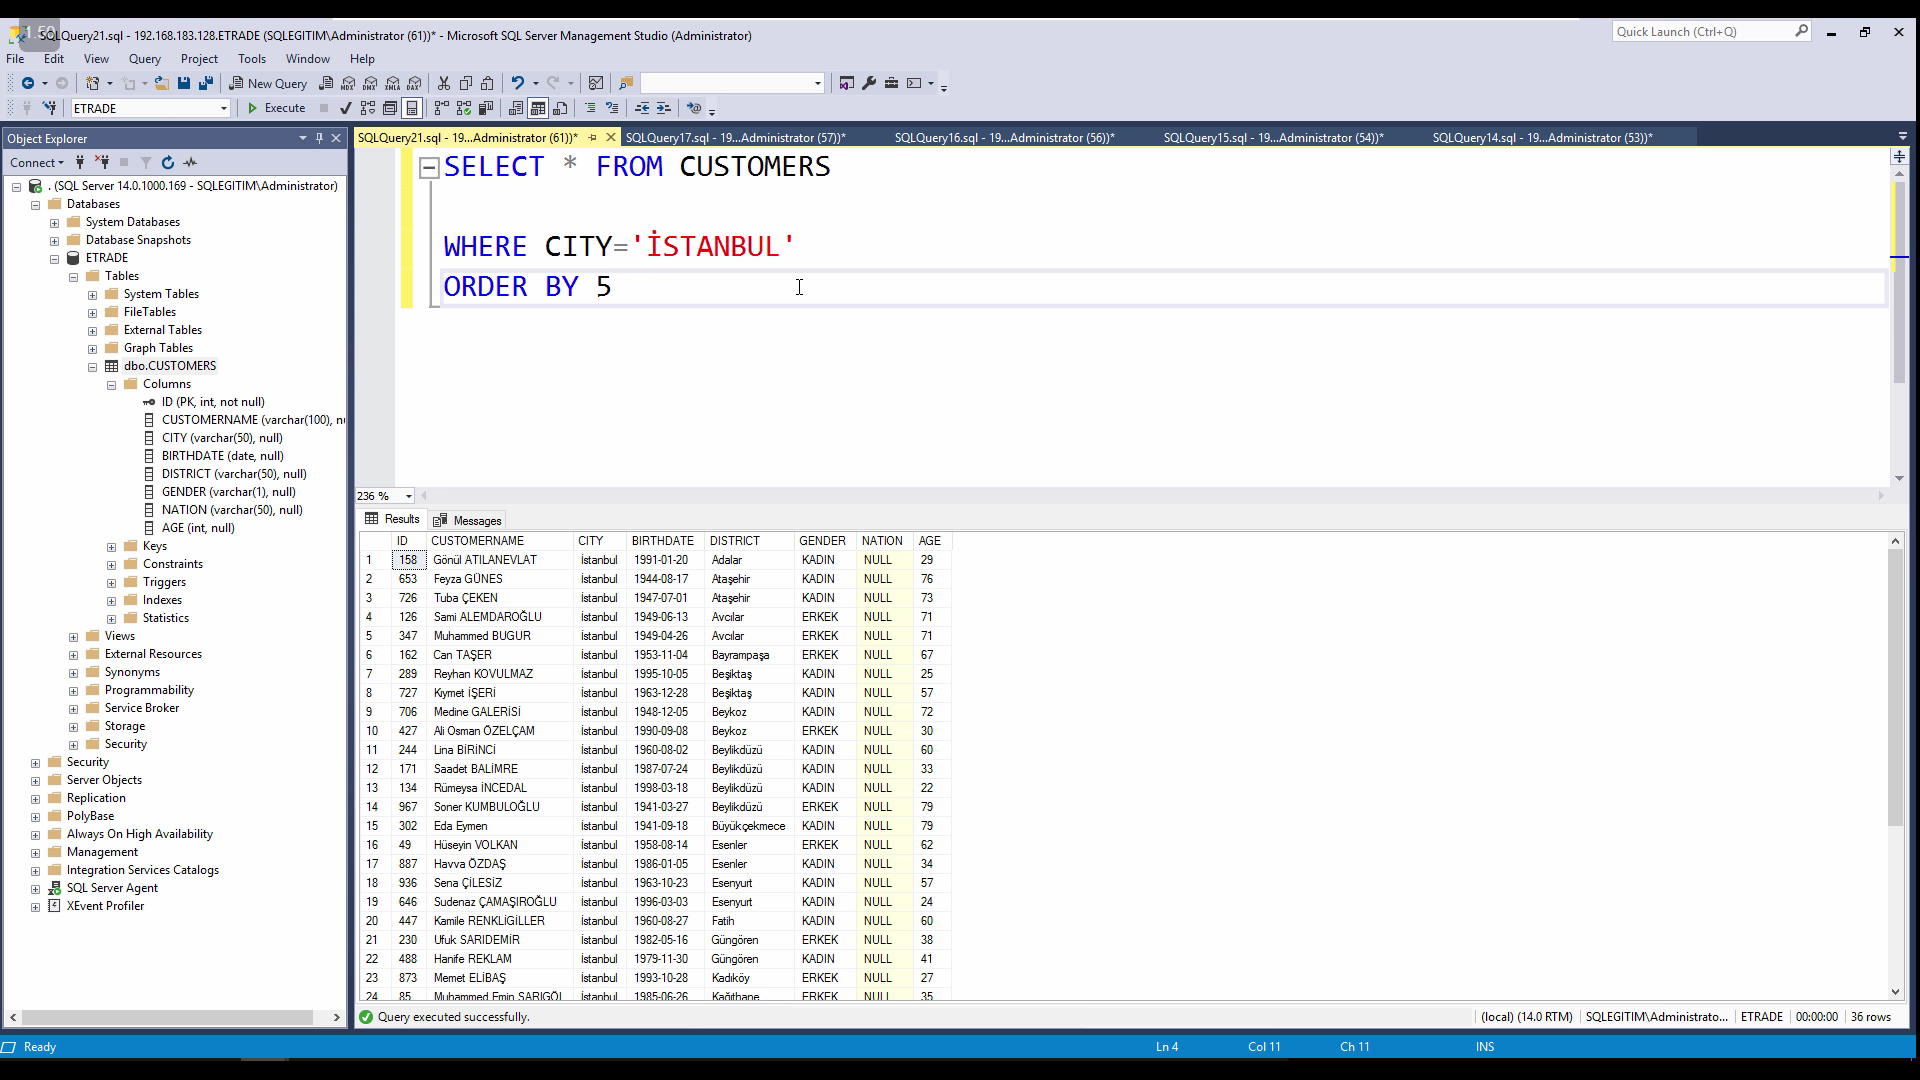 1.50
SQLQuery21.sql - 192.168.183.128.ETRADE (SQLEGITIM\Administrator (61))* - Microsoft SQL Server Management Studio (Administrator)
Quick Launch (Ctrl+Q)
File Edit View Query Project Tools Window Help
New Query
ETRADE Execute
Object Explorer
Connect
. (SQL Server 14.0.1000.169 - SQLEGITIM\Administrator)
Databases
System Databases
Database Snapshots
ETRADE
Tables
System Tables
FileTables
External Tables
Graph Tables
dbo.CUSTOMERS
Columns
ID (PK, int, not null)
CUSTOMERNAME (varchar(100), n
CITY (varchar(50), null)
BIRTHDATE (date, null)
DISTRICT (varchar(50), null)
GENDER (varchar(1), null)
NATION (varchar(50), null)
AGE (int, null)
Keys
Constraints
Triggers
Indexes
Statistics
Views
External Resources
Synonyms
Programmability
Service Broker
Storage
Security
Security
Server Objects
Replication
PolyBase
Always On High Availability
Management
Integration Services Catalogs
SQL Server Agent
XEvent Profiler
SQLQuery21.sql - 19...Administrator (61))* SQLQuery17.sql - 19...Administrator (57))* SQLQuery16.sql - 19...Administrator (56))* SQLQuery15.sql - 19...Administrator (54))* SQLQuery14.sql - 19...Administrator (53))*
SELECT * FROM CUSTOMERS
WHERE CITY='İSTANBUL'
ORDER BY 5
236 %
Results Messages
ID CUSTOMERNAME CITY BIRTHDATE DISTRICT GENDER NATION AGE
1 158 Gönül ATILANEVLAT İstanbul 1991-01-20 Adalar KADIN NULL 29
2 653 Feyza GÜNES İstanbul 1944-08-17 Ataşehir KADIN NULL 76
3 726 Tuba ÇEKEN İstanbul 1947-07-01 Ataşehir KADIN NULL 73
4 126 Sami ALEMDAROĞLU İstanbul 1949-06-13 Avcılar ERKEK NULL 71
5 347 Muhammed BUGUR İstanbul 1949-04-26 Avcılar ERKEK NULL 71
6 162 Can TAŞER İstanbul 1953-11-04 Bayrampaşa ERKEK NULL 67
7 289 Reyhan KOVULMAZ İstanbul 1995-10-05 Beşiktaş KADIN NULL 25
8 727 Kıymet İŞERİ İstanbul 1963-12-28 Beşiktaş KADIN NULL 57
9 706 Medine GALERİSİ İstanbul 1948-12-05 Beykoz KADIN NULL 72
10 427 Ali Osman ÖZELÇAM İstanbul 1990-09-08 Beykoz ERKEK NULL 30
11 244 Lina BİRİNCİ İstanbul 1960-08-02 Beylikdüzü KADIN NULL 60
12 171 Saadet BALIMRE İstanbul 1987-07-24 Beylikdüzü KADIN NULL 33
13 134 Rümeysa İNCEDAL İstanbul 1998-03-18 Beylikdüzü KADIN NULL 22
14 967 Soner KUMBULOĞLU İstanbul 1941-03-27 Beylikdüzü ERKEK NULL 79
15 302 Eda Eymen İstanbul 1941-09-18 Büyükçekmece KADIN NULL 79
16 49 Hüseyin VOLKAN İstanbul 1958-08-14 Esenler ERKEK NULL 62
17 887 Havva ÖZDAŞ İstanbul 1986-01-05 Esenler KADIN NULL 34
18 936 Sena ÇİLESİZ İstanbul 1963-10-23 Esenyurt KADIN NULL 57
19 646 Sudenaz ÇAMAŞIROĞLU İstanbul 1996-03-03 Esenyurt KADIN NULL 24
20 447 Kamile RENKLİGİLLER İstanbul 1960-08-27 Fatih KADIN NULL 60
21 230 Ufuk SARIDEMİR İstanbul 1982-05-16 Güngören ERKEK NULL 38
22 488 Hanife REKLAM İstanbul 1979-11-30 Güngören KADIN NULL 41
23 873 Memet ELİBAŞ İstanbul 1993-10-28 Kadıköy ERKEK NULL 27
24 85 Muhammed Emin SARIGÖL İstanbul 1985-06-26 Kağıthane ERKEK NULL 35
Query executed successfully. (local) (14.0 RTM) SQLEGITIM\Administrato... ETRADE 00:00:00 36 rows
Ready Ln 4 Col 11 Ch 11 INS